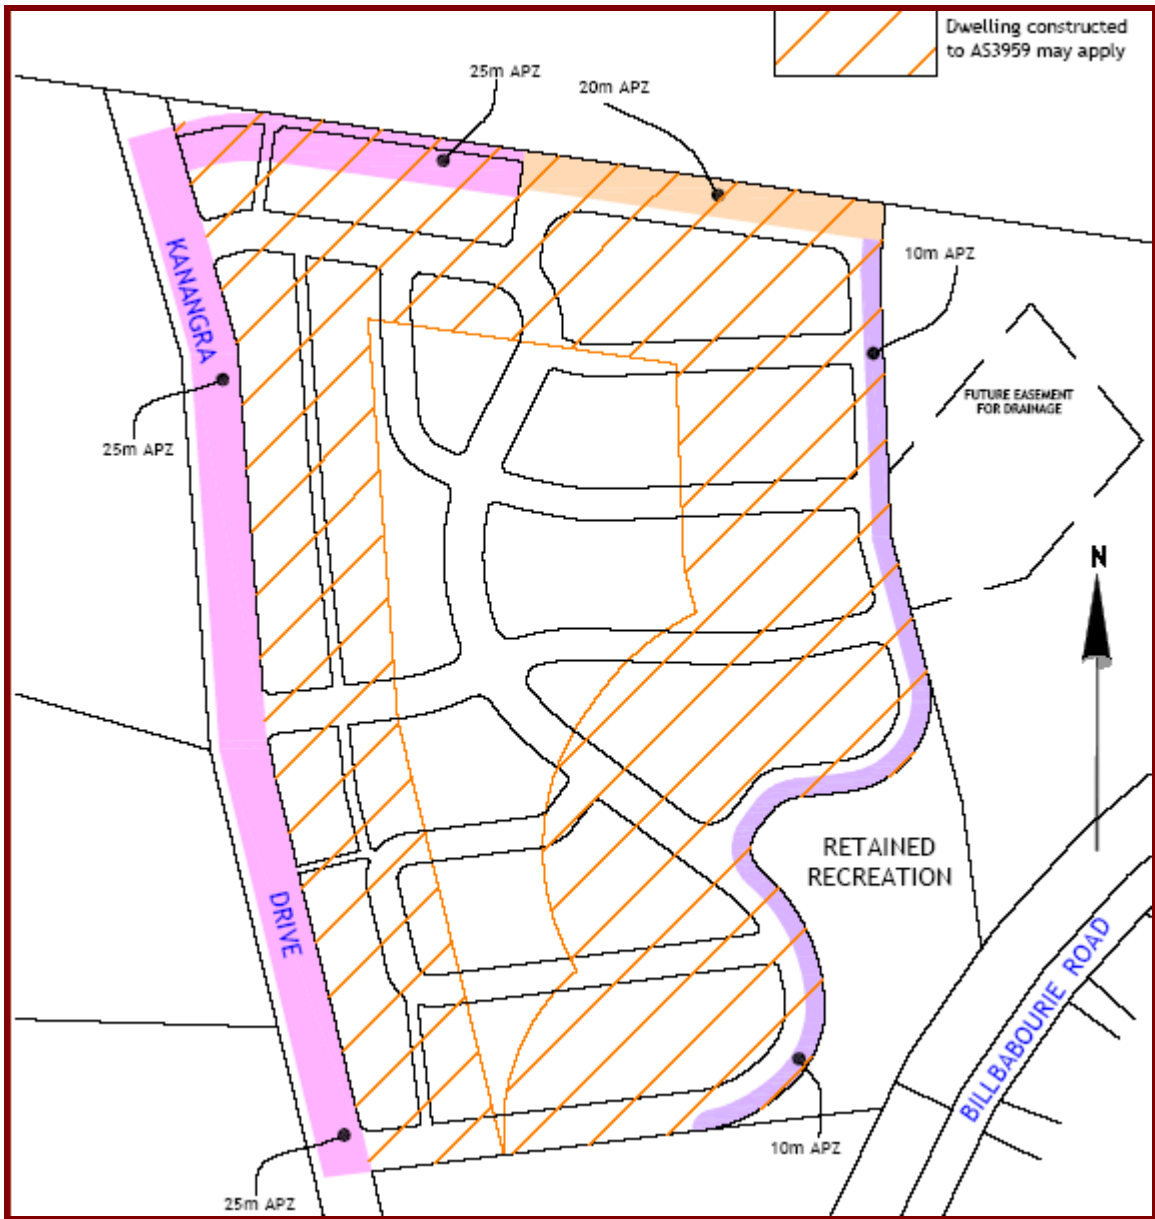 Dwelling constructed
to AS3959 may apply
25m APZ
20m APZ
10m APZ
KANANGRA
FUTURE EASEMENT
FOR DRAINAGE
25m APZ
N
RETAINED
RECREATION
DRIVE
BILLBABOURIE ROAD
10m APZ
25m APZ